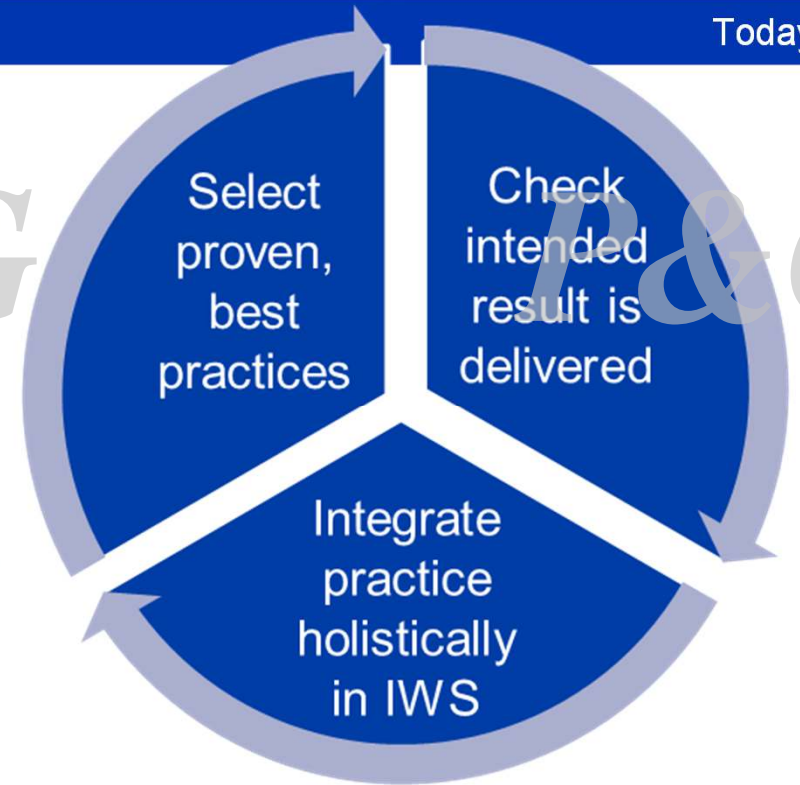 Today
Select
proven,
best
practices
Check
intended
result is
delivered
Integrate
practice
holistically
in IWS
G
P&G